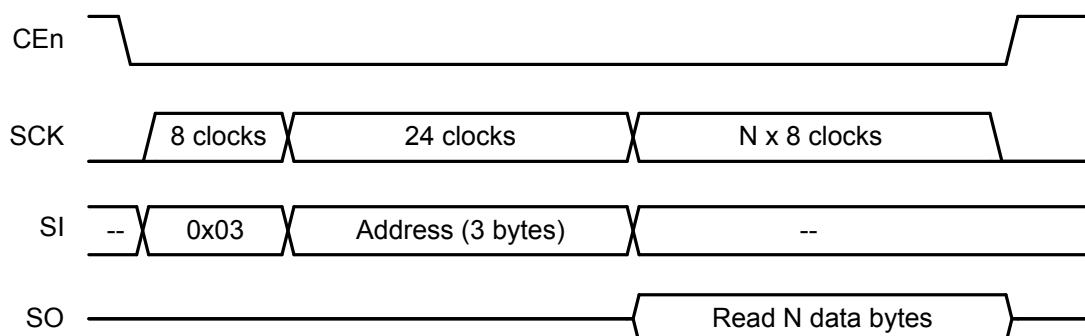 CEn
SCK 8 clocks 24 clocks N x 8 clocks
SI -- 0x03 Address (3 bytes) --
SO Read N data bytes